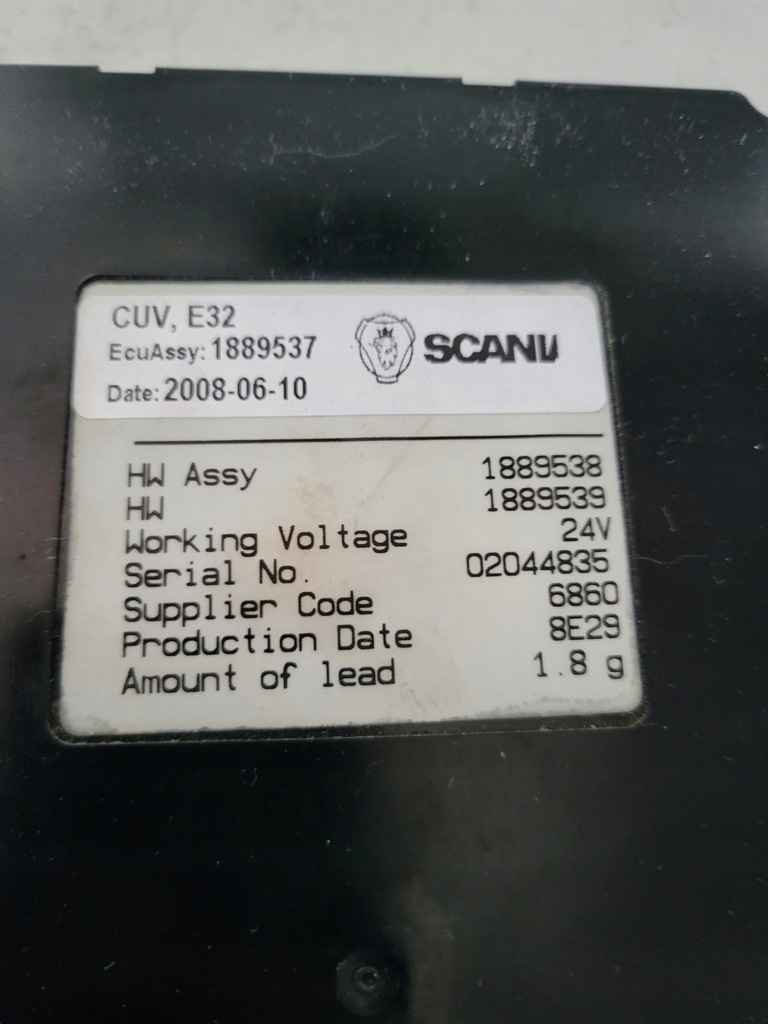 CUV, E32
EcuAssy: 1889537
SCANIA
Date: 2008-06-10
HW Assy 1889538
HW 1889539
Working Voltage 24V
Serial No. 02044835
Supplier Code 6860
Production Date 8E29
Amount of lead 1.8 g